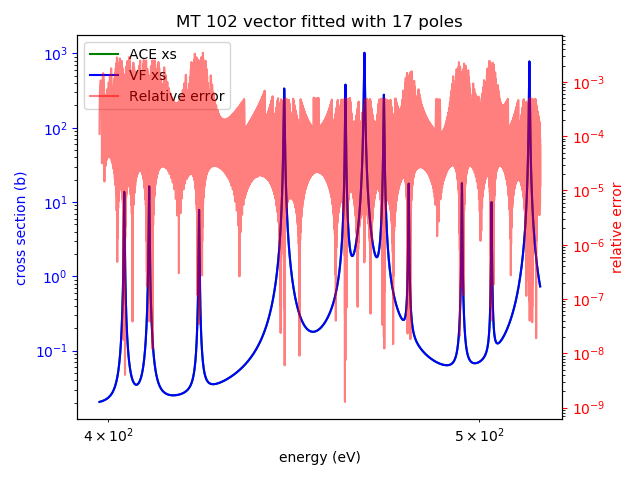 MT 102 vector fitted with 17 poles
ACE xs
VF xs
Relative error
10³
10²
10¹
10⁰
10⁻¹
cross section (b)
10⁻³
10⁻⁴
10⁻⁵
10⁻⁶
10⁻⁷
10⁻⁸
10⁻⁹
relative error
4 × 10² 5 × 10²
energy (eV)